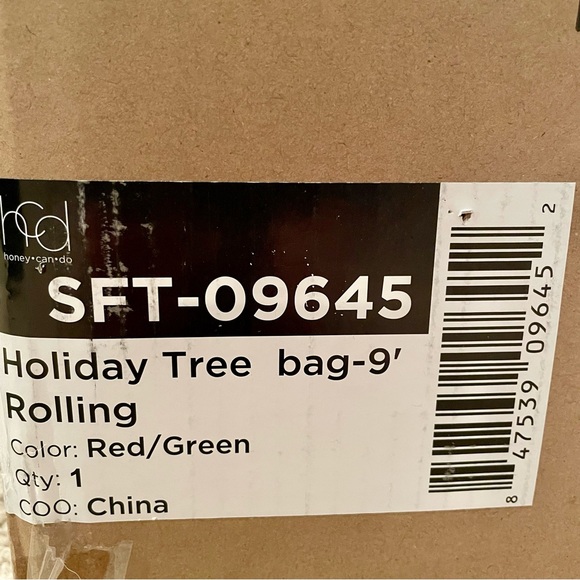 hcd
honey•can•do
SFT-09645
Holiday Tree bag-9'
Rolling
Color: Red/Green
Qty: 1
COO: China
8 47539 09645 2